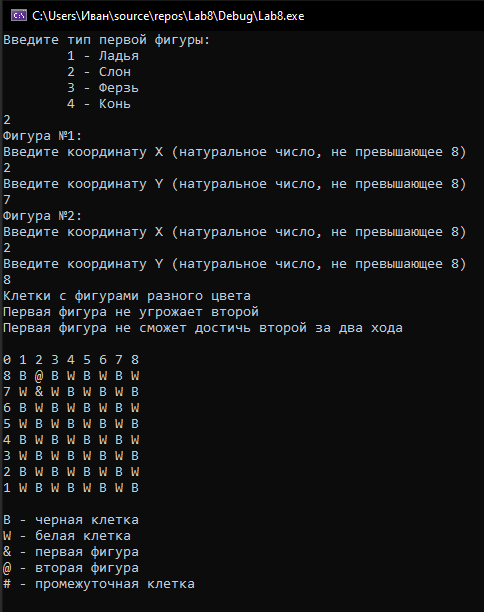 C:\Users\Иван\source\repos\Lab8\Debug\Lab8.exe
Введите тип первой фигуры:
1 - Ладья
2 - Слон
3 - Ферзь
4 - Конь
2
Фигура №1:
Введите координату X (натуральное число, не превышающее 8)
2
Введите координату Y (натуральное число, не превышающее 8)
7
Фигура №2:
Введите координату X (натуральное число, не превышающее 8)
2
Введите координату Y (натуральное число, не превышающее 8)
8
Клетки с фигурами разного цвета
Первая фигура не угрожает второй
Первая фигура не сможет достичь второй за два хода
0 1 2 3 4 5 6 7 8
8 B @ B W B W B W
7 W & W B W B W B
6 B W B W B W B W
5 W B W B W B W B
4 B W B W B W B W
3 W B W B W B W B
2 B W B W B W B W
1 W B W B W B W B
B - черная клетка
W - белая клетка
& - первая фигура
@ - вторая фигура
# - промежуточная клетка